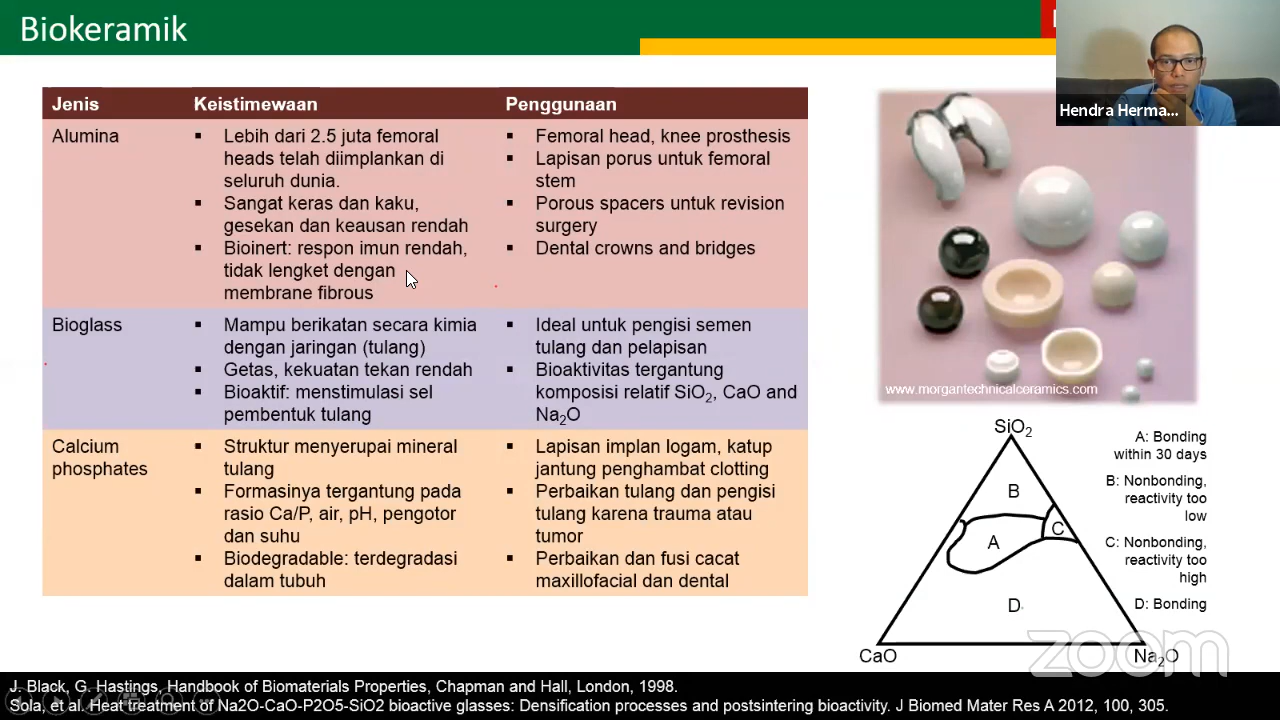 Biokeramik
Hendra Herma...
Jenis
Keistimewaan
Penggunaan
Alumina
▪ Lebih dari 2.5 juta femoral
heads telah diimplankan di
seluruh dunia.
▪ Sangat keras dan kaku,
gesekan dan keausan rendah
▪ Bioinert: respon imun rendah,
tidak lengket dengan
membrane fibrous
▪ Femoral head, knee prosthesis
▪ Lapisan porus untuk femoral
stem
▪ Porous spacers untuk revision
surgery
▪ Dental crowns and bridges
Bioglass
▪ Mampu berikatan secara kimia
dengan jaringan (tulang)
▪ Getas, kekuatan tekan rendah
▪ Bioaktif: menstimulasi sel
pembentuk tulang
▪ Ideal untuk pengisi semen
tulang dan pelapisan
▪ Bioaktivitas tergantung
komposisi relatif SiO₂, CaO and
Na₂O
Calcium
phosphates
▪ Struktur menyerupai mineral
tulang
▪ Formasinya tergantung pada
rasio Ca/P, air, pH, pengotor
dan suhu
▪ Biodegradable: terdegradasi
dalam tubuh
▪ Lapisan implan logam, katup
jantung penghambat clotting
▪ Perbaikan tulang dan pengisi
tulang karena trauma atau
tumor
▪ Perbaikan dan fusi cacat
maxillofacial dan dental
www.morgantechnicalceramics.com
SiO₂
B
C
A
D
CaO
Na₂O
A: Bonding
within 30 days
B: Nonbonding,
reactivity too
low
C: Nonbonding,
reactivity too
high
D: Bonding
zoom
J. Black, G. Hastings, Handbook of Biomaterials Properties, Chapman and Hall, London, 1998.
Sola, et al. Heat treatment of Na2O-CaO-P2O5-SiO2 bioactive glasses: Densification processes and postsintering bioactivity. J Biomed Mater Res A 2012, 100, 305.